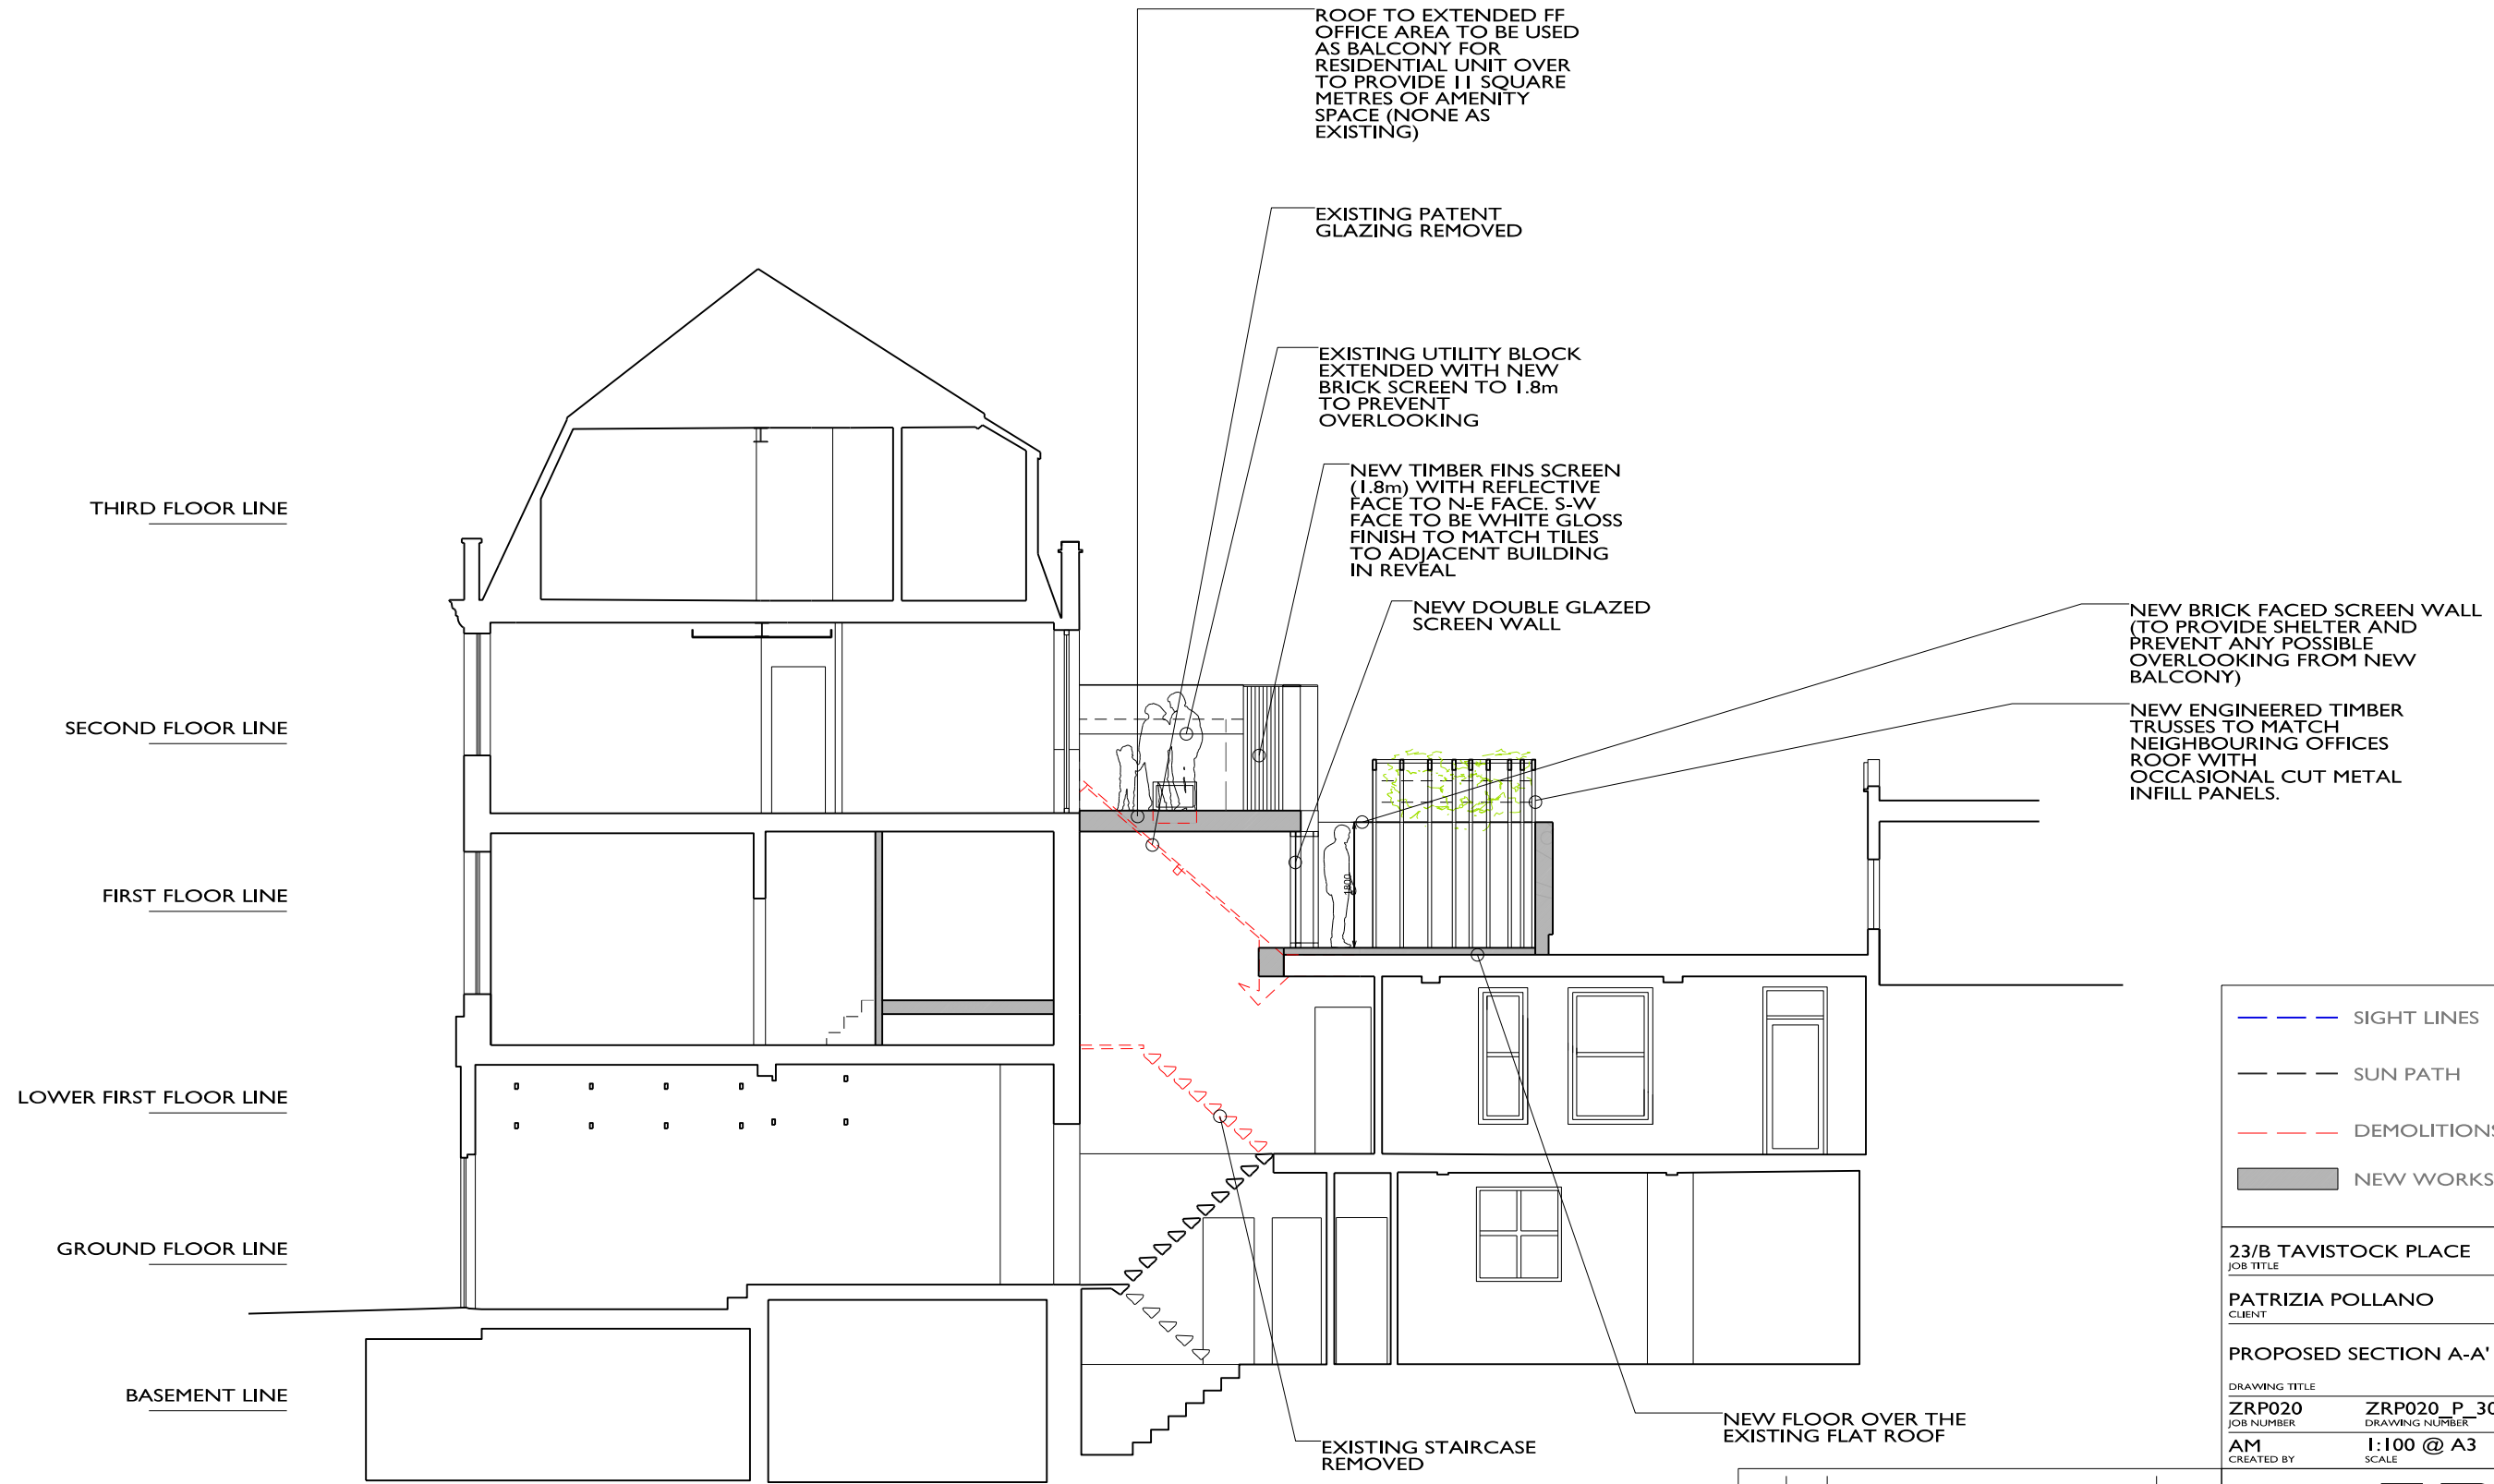 ROOF TO EXTENDED FF
OFFICE AREA TO BE USED
AS BALCONY FOR
RESIDENTIAL UNIT OVER
TO PROVIDE 11 SQUARE
METRES OF AMENITY
SPACE (NONE AS
EXISTING)
EXISTING PATENT
GLAZING REMOVED
EXISTING UTILITY BLOCK
EXTENDED WITH NEW
BRICK SCREEN TO 1.8m
TO PREVENT
OVERLOOKING
NEW TIMBER FINS SCREEN
(1.8m) WITH REFLECTIVE
FACE TO N-E FACE. S-W
FACE TO BE WHITE GLOSS
FINISH TO MATCH TILES
TO ADJACENT BUILDING
IN REVEAL
NEW DOUBLE GLAZED
SCREEN WALL
NEW BRICK FACED SCREEN WALL
(TO PROVIDE SHELTER AND
PREVENT ANY POSSIBLE
OVERLOOKING FROM NEW
BALCONY)
NEW ENGINEERED TIMBER
TRUSSES TO MATCH
NEIGHBOURING OFFICES
ROOF WITH
OCCASIONAL CUT METAL
INFILL PANELS.
THIRD FLOOR LINE
SECOND FLOOR LINE
FIRST FLOOR LINE
LOWER FIRST FLOOR LINE
GROUND FLOOR LINE
BASEMENT LINE
1800
EXISTING STAIRCASE
REMOVED
NEW FLOOR OVER THE
EXISTING FLAT ROOF
SIGHT LINES
SUN PATH
DEMOLITIONS
NEW WORKS
23/B TAVISTOCK PLACE
JOB TITLE
PATRIZIA POLLANO
CLIENT
PROPOSED SECTION A-A'
DRAWING TITLE
ZRP020 ZRP020_P_30
JOB NUMBER DRAWING NUMBER
AM 1:100 @ A3
CREATED BY SCALE